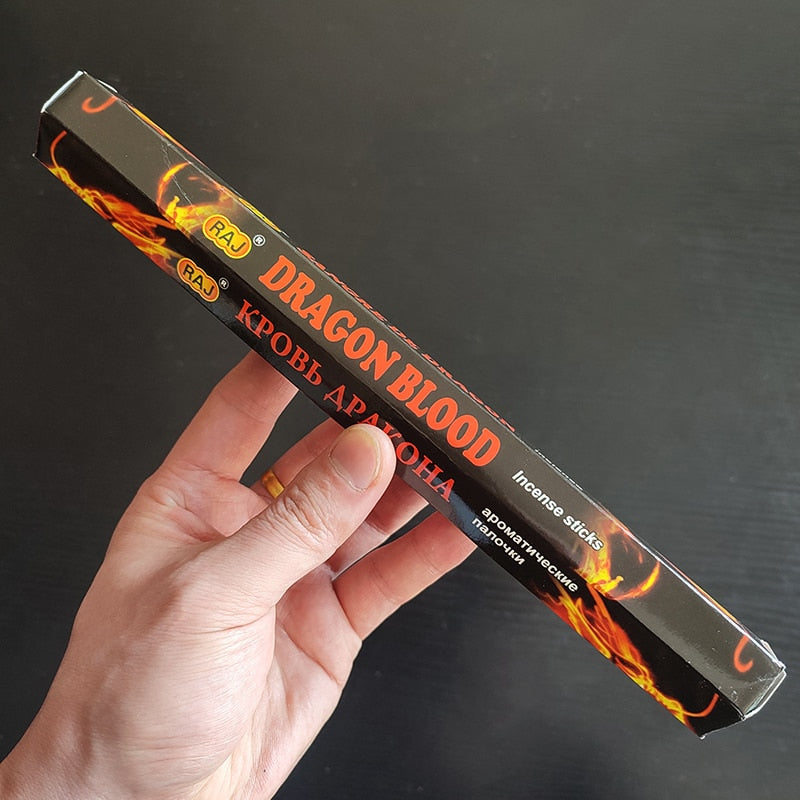 RAJ ®
DRAGON BLOOD
Incense sticks
RAJ ®
КРОВЬ ДРАКОНА
ароматические
палочки